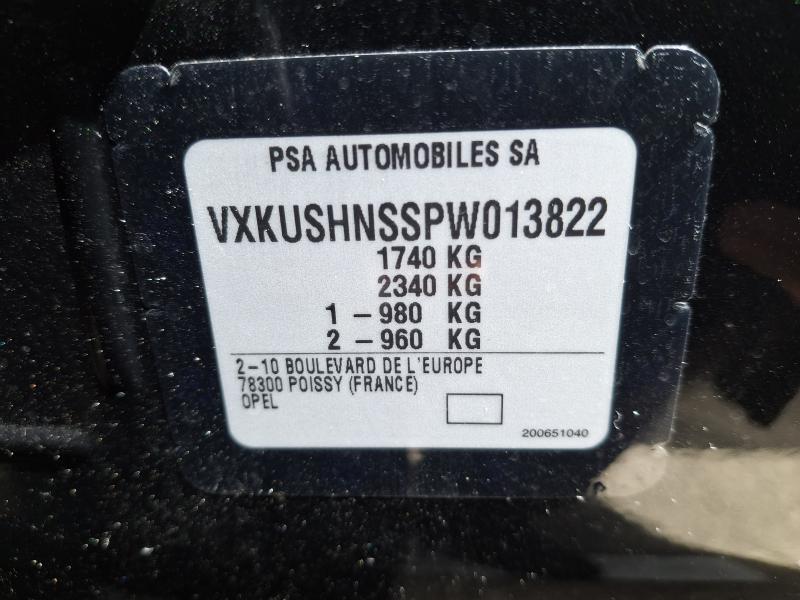 PSA AUTOMOBILES SA
VXKUSHNSSPW013822
1740 KG
2340 KG
1 - 980 KG
2 - 960 KG
2-10 BOULEVARD DE L'EUROPE
78300 POISSY (FRANCE)
OPEL
200651040